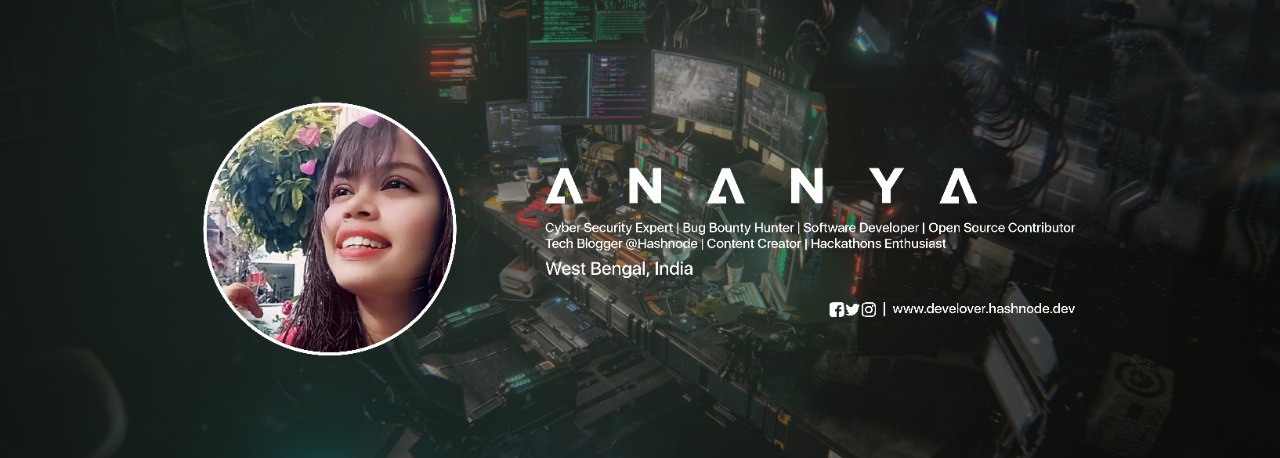 ANANYA
Cyber Security Expert | Bug Bounty Hunter | Software Developer | Open Source Contributor
Tech Blogger @Hashnode | Content Creator | Hackathons Enthusiast
West Bengal, India
| www.develover.hashnode.dev